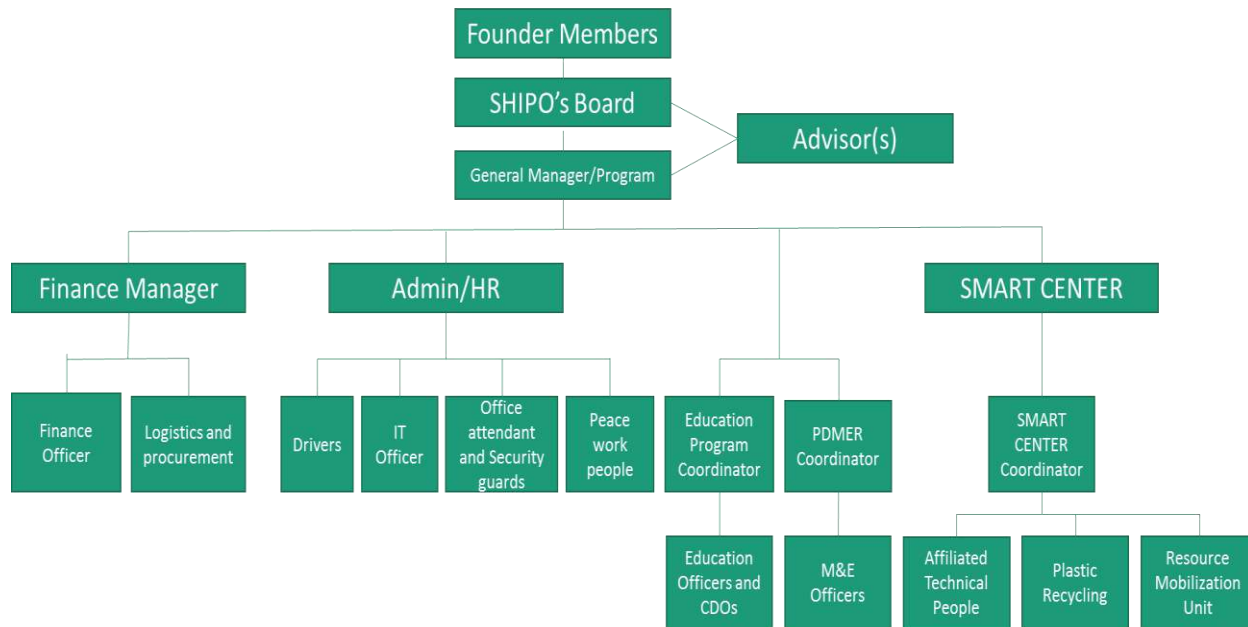 Founder Members
SHIPO's Board
Advisor(s)
General Manager/Program
Finance Manager
Admin/HR
SMART CENTER
Finance
Officer
Logistics and
procurement
Drivers
IT
Officer
Office
attendant
and Security
guards
Peace
work
people
Education
Program
Coordinator
PDMER
Coordinator
SMART
CENTER
Coordinator
Education
Officers and
CDOs
M&E
Officers
Affiliated
Technical
People
Plastic
Recycling
Resource
Mobilization
Unit